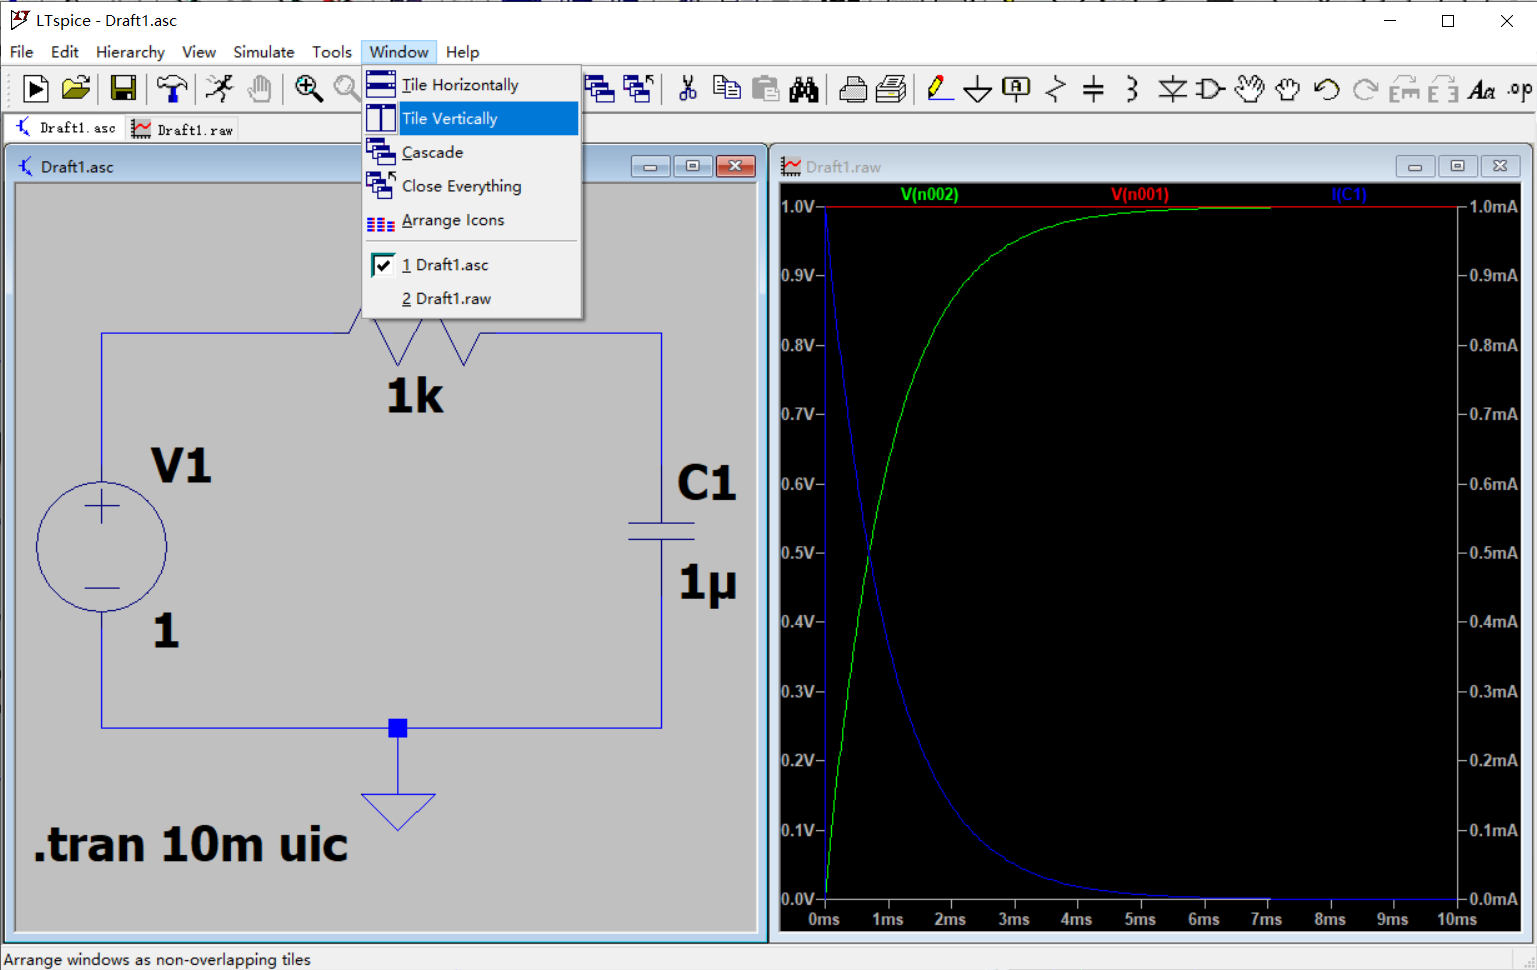 LTspice - Draft1.asc
File Edit Hierarchy View Simulate Tools Window Help
Aa .op
Draft1.asc Draft1.raw
Tile Horizontally
Tile Vertically
Cascade
Close Everything
Arrange Icons
1 Draft1.asc
2 Draft1.raw
Draft1.asc
1k
V1
1
C1
1µ
.tran 10m uic
Draft1.raw
V(n002) V(n001) I(C1)
1.0V 1.0mA
0.9V 0.9mA
0.8V 0.8mA
0.7V 0.7mA
0.6V 0.6mA
0.5V 0.5mA
0.4V 0.4mA
0.3V 0.3mA
0.2V 0.2mA
0.1V 0.1mA
0.0V 0.0mA
0ms 1ms 2ms 3ms 4ms 5ms 6ms 7ms 8ms 9ms 10ms
Arrange windows as non-overlapping tiles